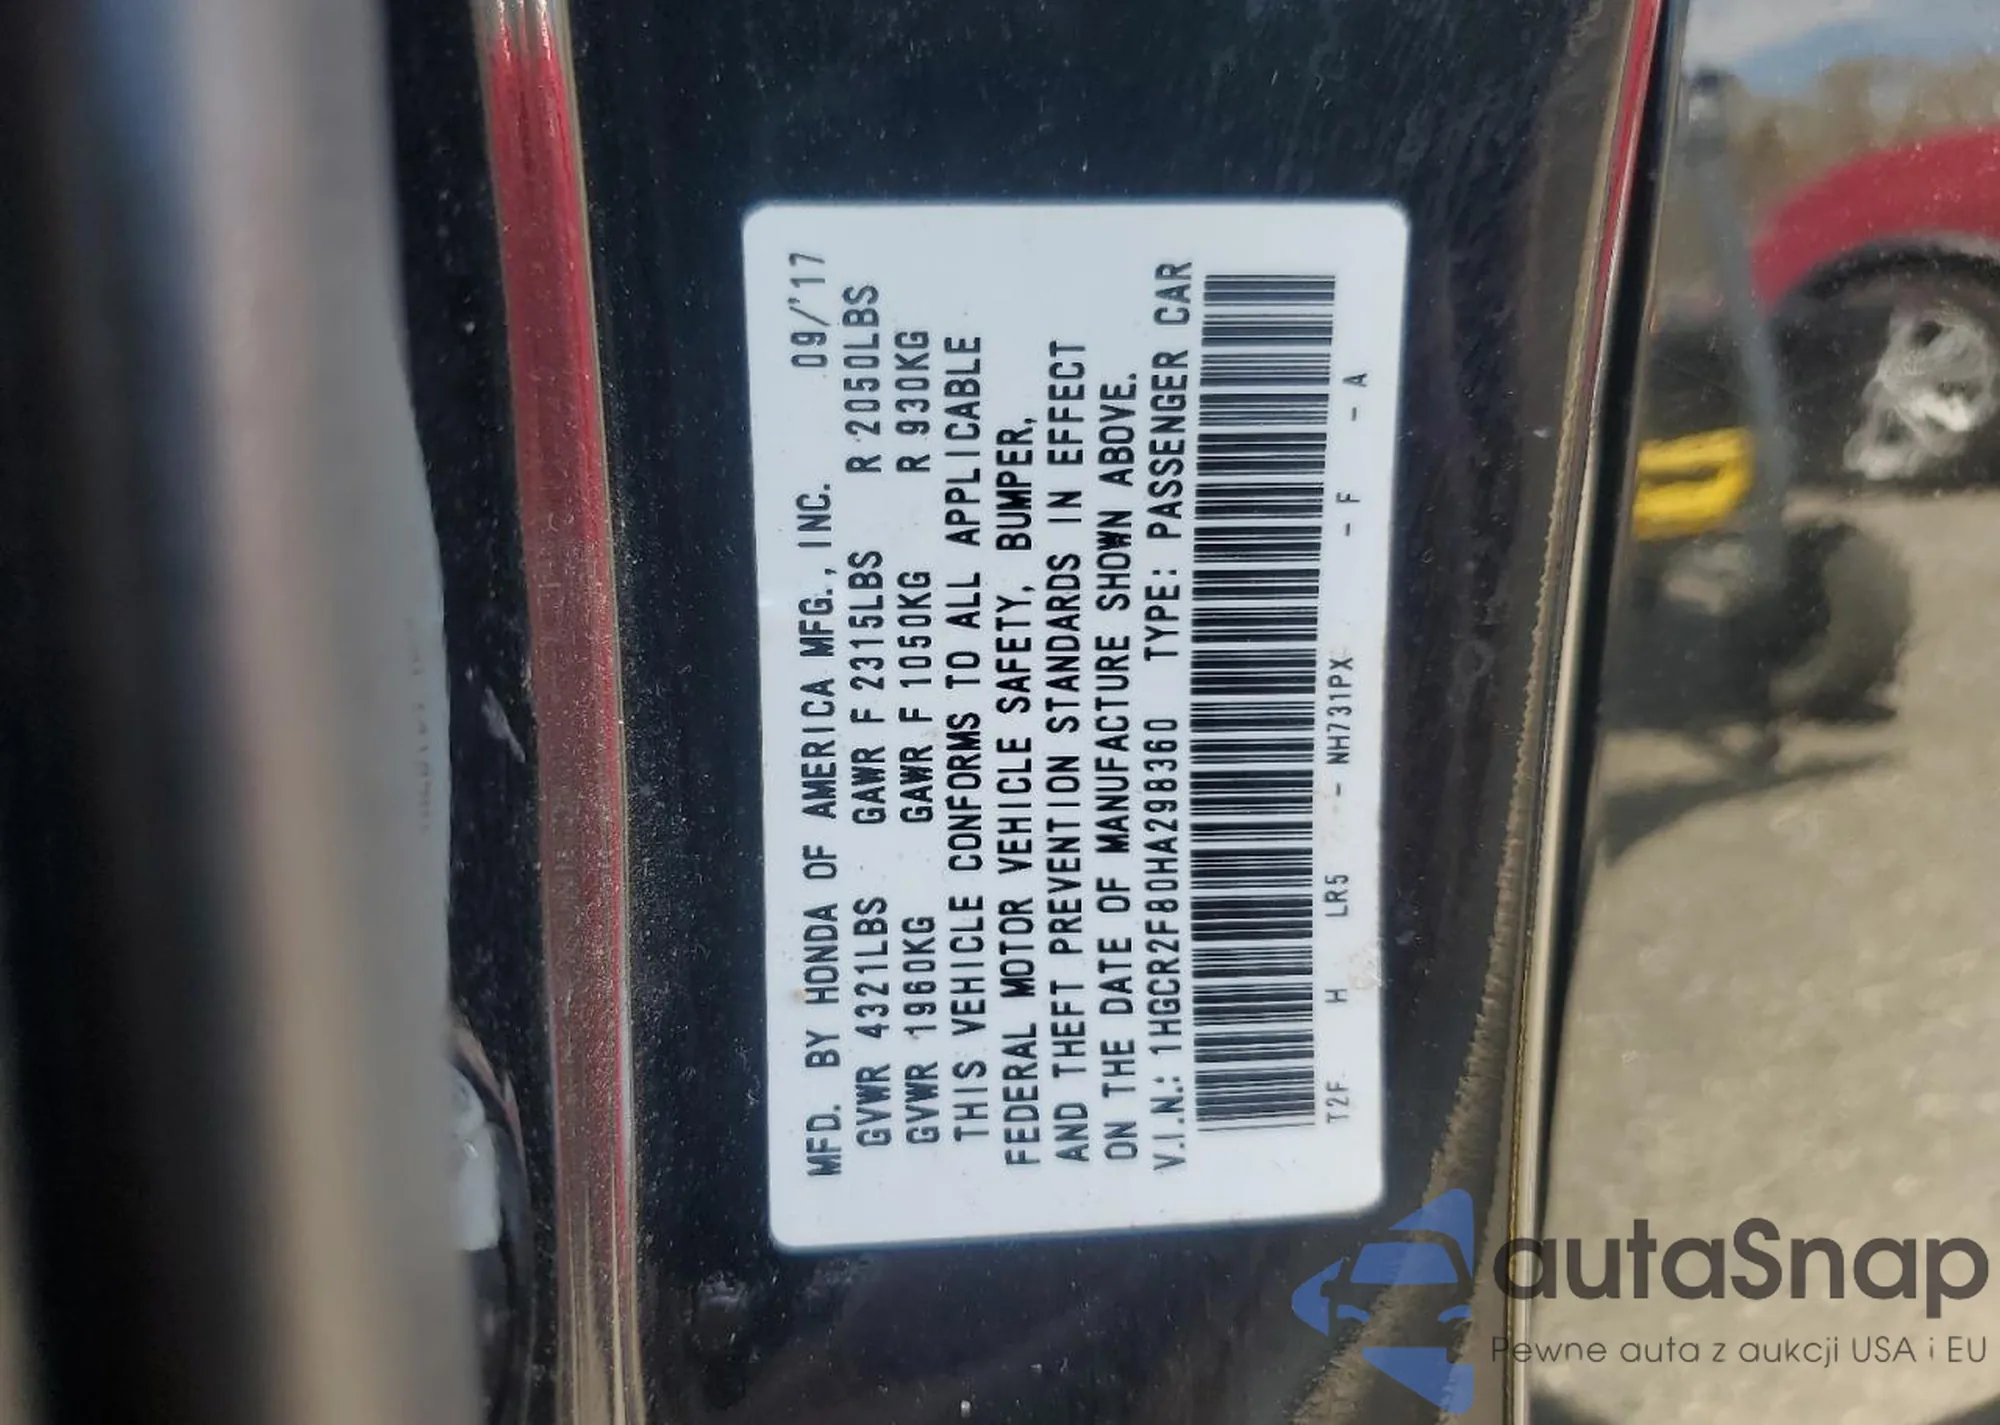 MFD. BY HONDA OF AMERICA MFG., INC. 09/'17
GVWR 4321LBS GAWR F 2315LBS R 2050LBS
GVWR 1960KG GAWR F 1050KG R 930KG
THIS VEHICLE CONFORMS TO ALL APPLICABLE
FEDERAL MOTOR VEHICLE SAFETY, BUMPER,
AND THEFT PREVENTION STANDARDS IN EFFECT
ON THE DATE OF MANUFACTURE SHOWN ABOVE.
V.I.N.: 1HGCR2F80HA298360 TYPE: PASSENGER CAR
T2F H LR5 - - NH731PX - F - A
autaSnap
Pewne auta z aukcji USA i EU